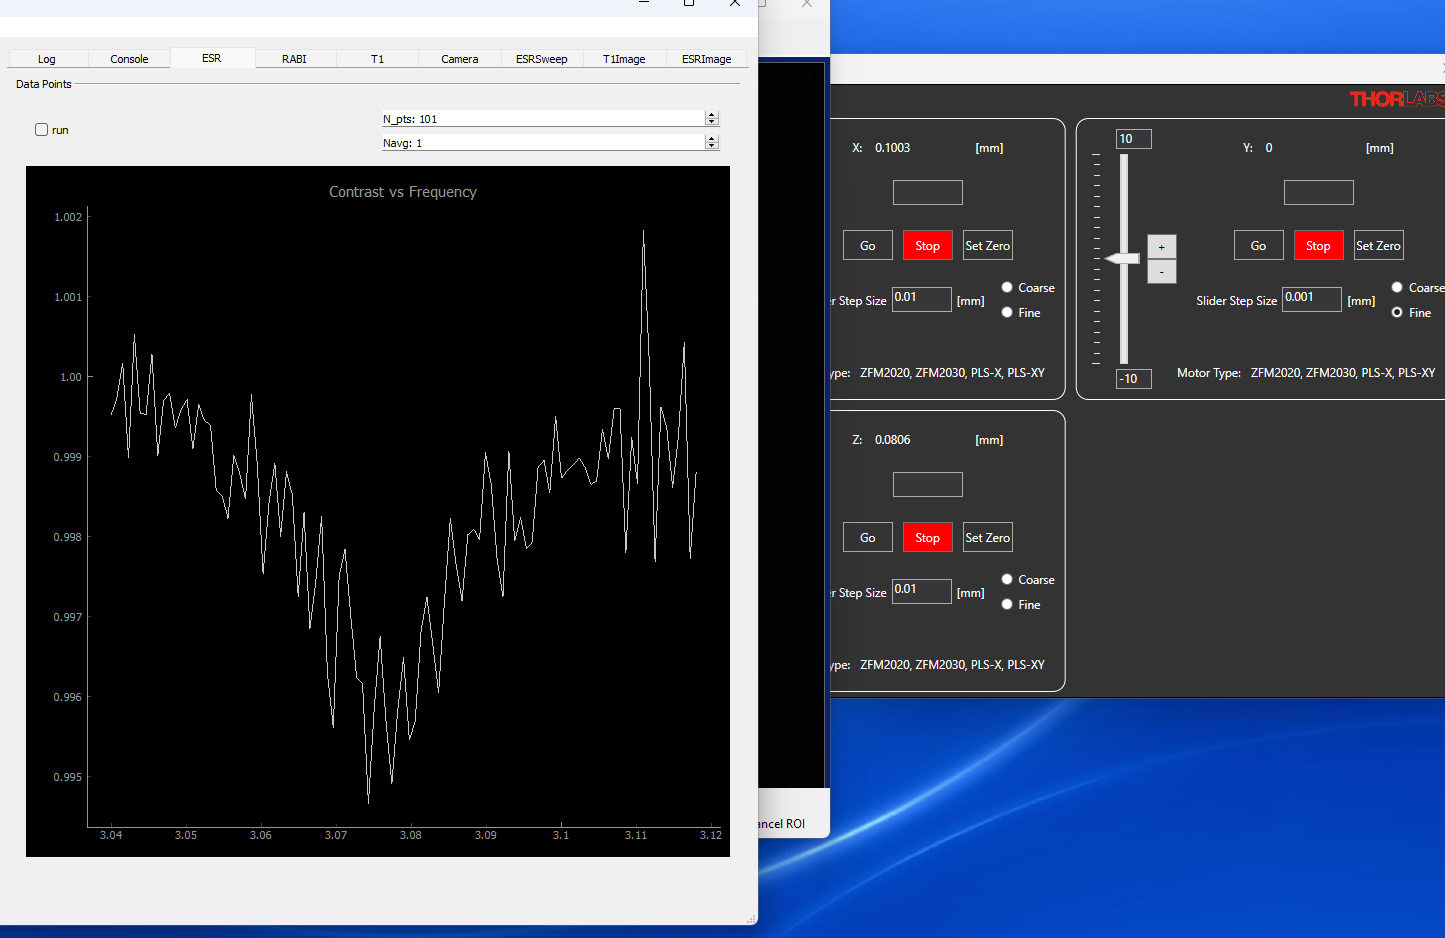 Log Console ESR RABI T1 Camera ESRSweep T1Image ESRImage
Data Points
run
N_pts: 101
Navg: 1
Contrast vs Frequency
1.002
1.001
1.00
0.999
0.998
0.997
0.996
0.995
3.04 3.05 3.06 3.07 3.08 3.09 3.1 3.11 3.12
ancel ROI
THORLABS
X: 0.1003 [mm]
Go Stop Set Zero
er Step Size 0.01 [mm]
Coarse
Fine
ype: ZFM2020, ZFM2030, PLS-X, PLS-XY
10
+
-
-10
Y: 0 [mm]
Go Stop Set Zero
Slider Step Size 0.001 [mm]
Coarse
Fine
Motor Type: ZFM2020, ZFM2030, PLS-X, PLS-XY
Z: 0.0806 [mm]
Go Stop Set Zero
er Step Size 0.01 [mm]
Coarse
Fine
ype: ZFM2020, ZFM2030, PLS-X, PLS-XY